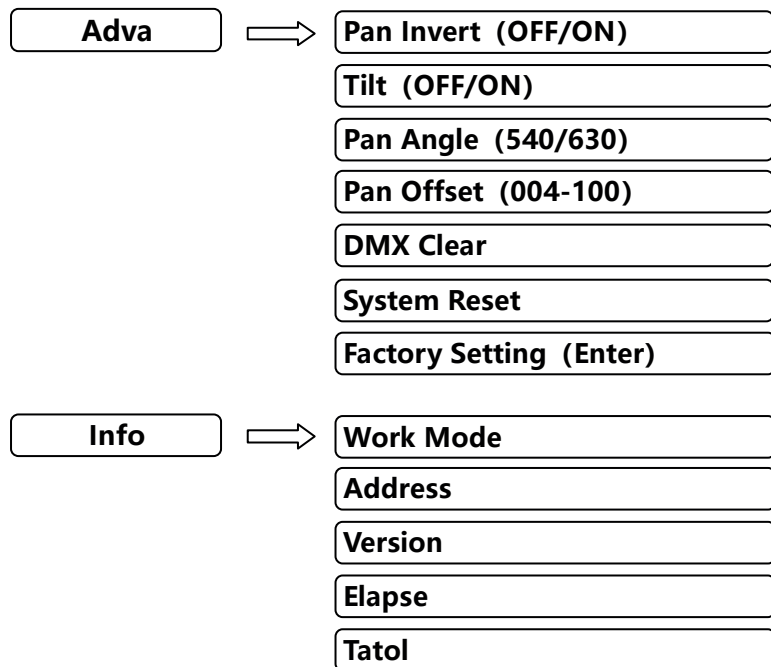 Adva
Pan Invert (OFF/ON)
Tilt (OFF/ON)
Pan Angle (540/630)
Pan Offset (004-100)
DMX Clear
System Reset
Factory Setting (Enter)
Info
Work Mode
Address
Version
Elapse
Tatol